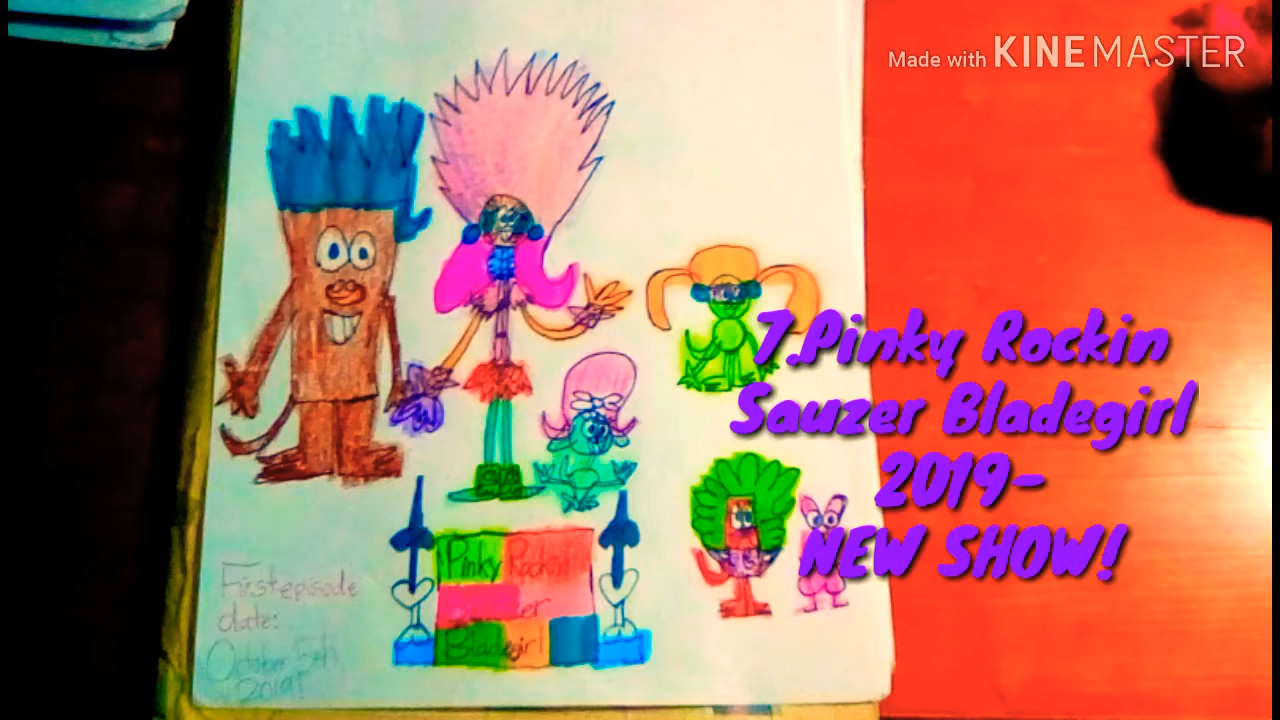 Made with KINEMASTER
7.Pinky Rockin
Sauzer Bladegirl
2019-
NEW SHOW!
Pinky Rockin
Bladegirl
First episode
date:
October 5th
2019!